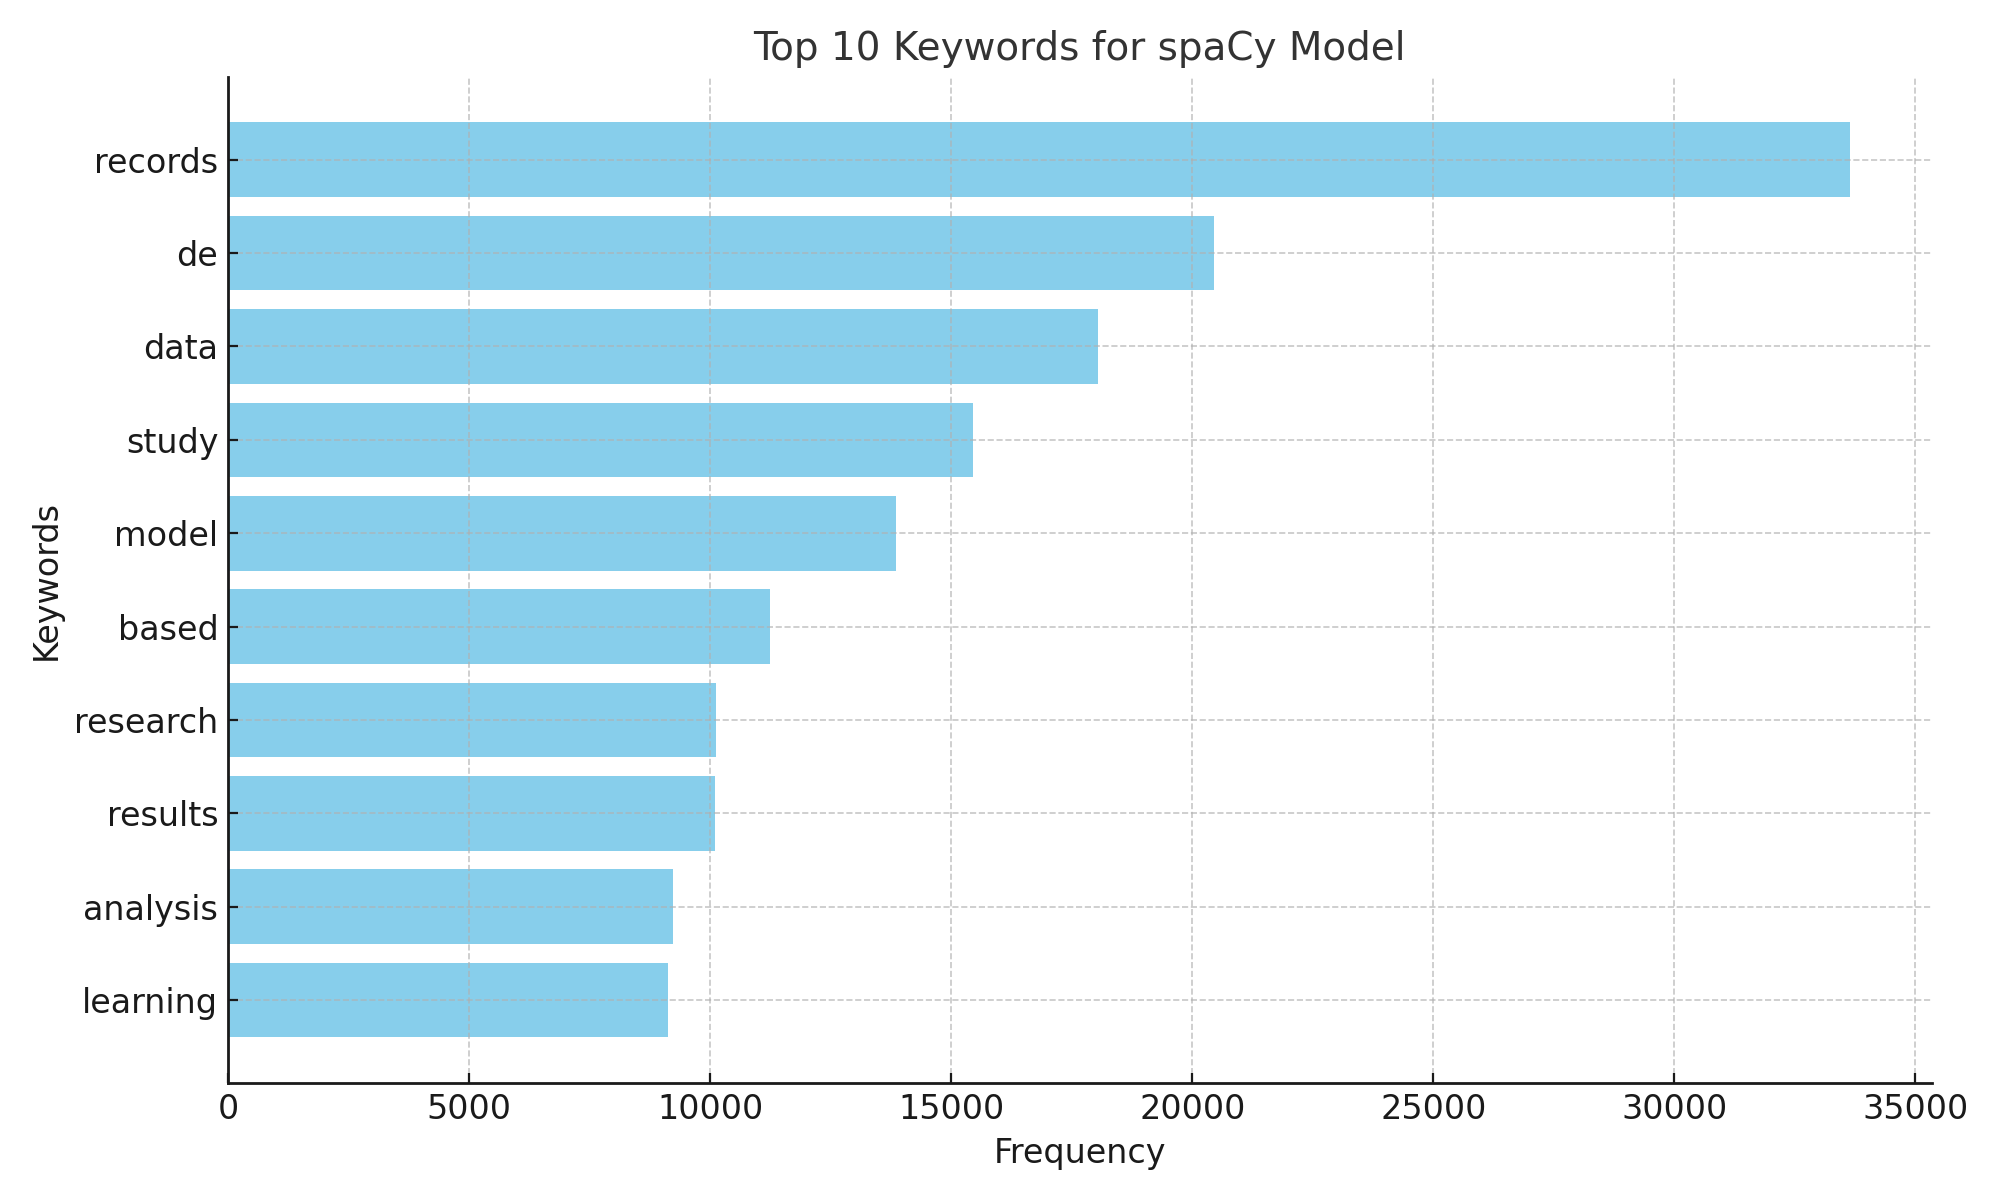 Top 10 Keywords for spaCy Model
records
de
data
study
model
based
research
results
analysis
learning
Keywords
0 5000 10000 15000 20000 25000 30000 35000
Frequency